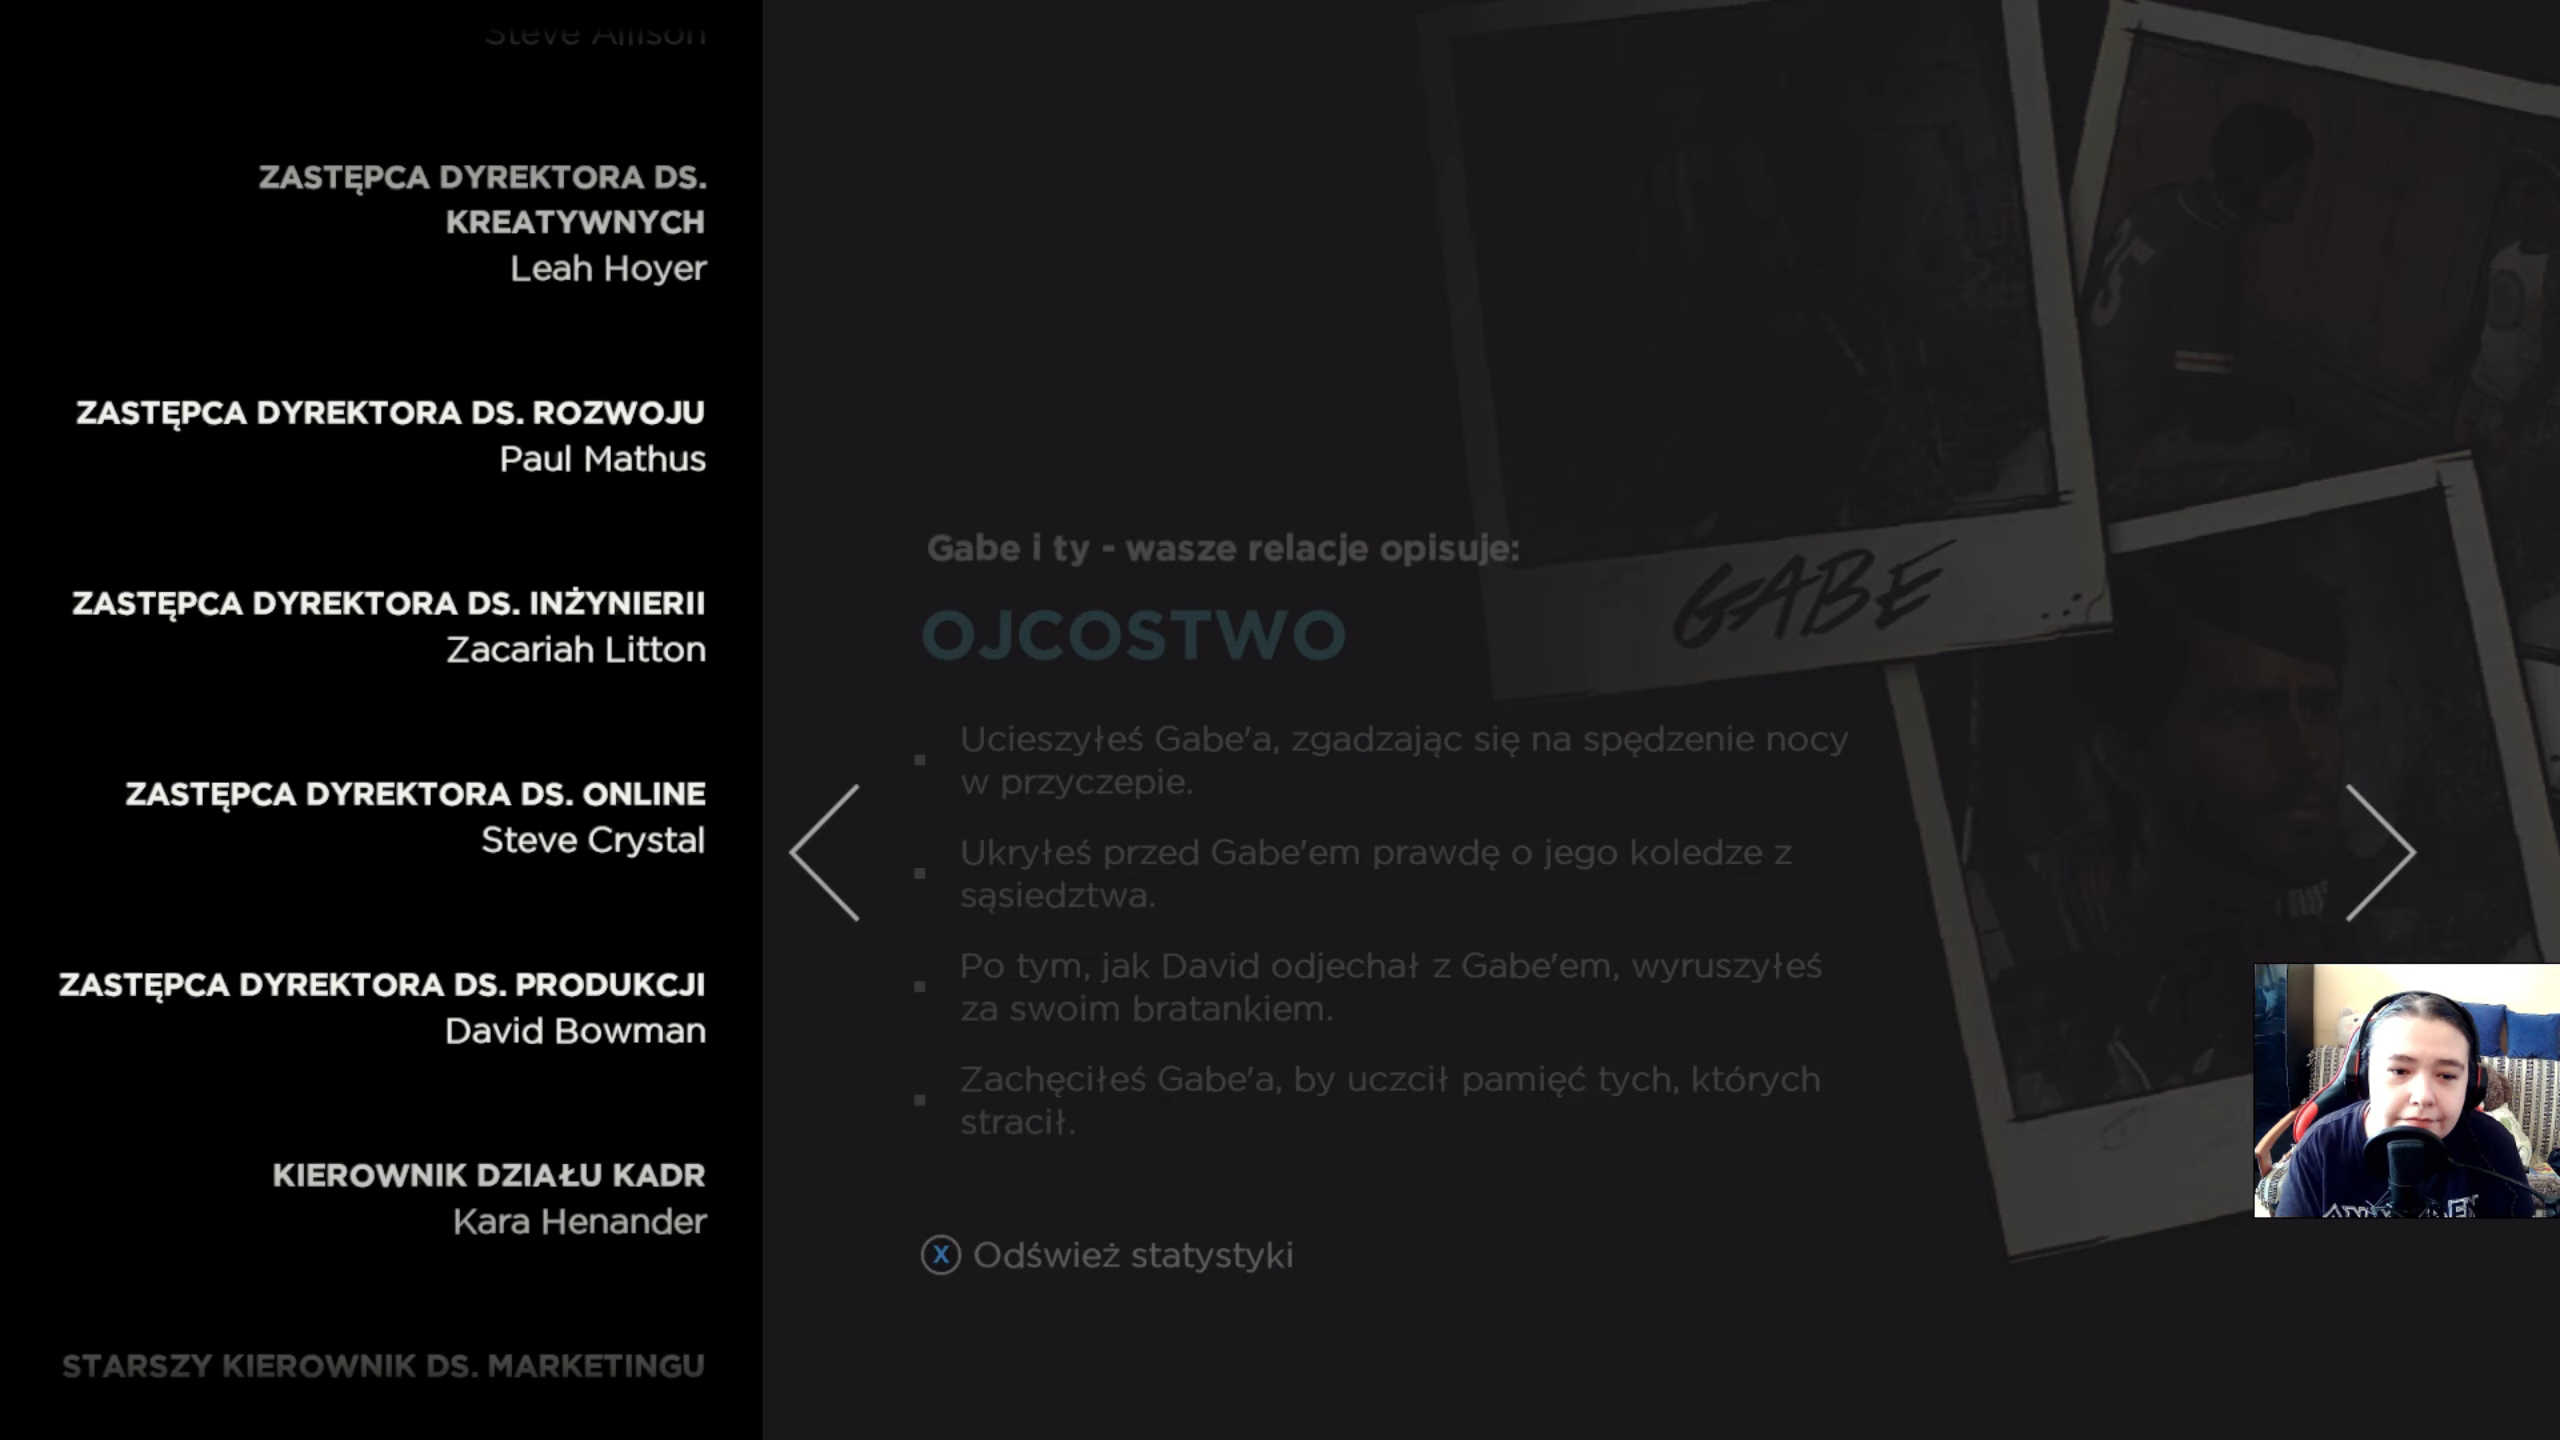 Steve Allison
ZASTĘPCA DYREKTORA DS.
KREATYWNYCH
Leah Hoyer
ZASTĘPCA DYREKTORA DS. ROZWOJU
Paul Mathus
ZASTĘPCA DYREKTORA DS. INŻYNIERII
Zacariah Litton
ZASTĘPCA DYREKTORA DS. ONLINE
Steve Crystal
ZASTĘPCA DYREKTORA DS. PRODUKCJI
David Bowman
KIEROWNIK DZIAŁU KADR
Kara Henander
STARSZY KIEROWNIK DS. MARKETINGU
Gabe i ty - wasze relacje opisuje:
OJCOSTWO
Ucieszyłeś Gabe'a, zgadzając się na spędzenie nocy
w przyczepie.
Ukryłeś przed Gabe'em prawdę o jego koledze z
sąsiedztwa.
Po tym, jak David odjechał z Gabe'em, wyruszyłeś
za swoim bratankiem.
Zachęciłeś Gabe'a, by uczcił pamięć tych, których
stracił.
X Odśwież statystyki
GABE
25